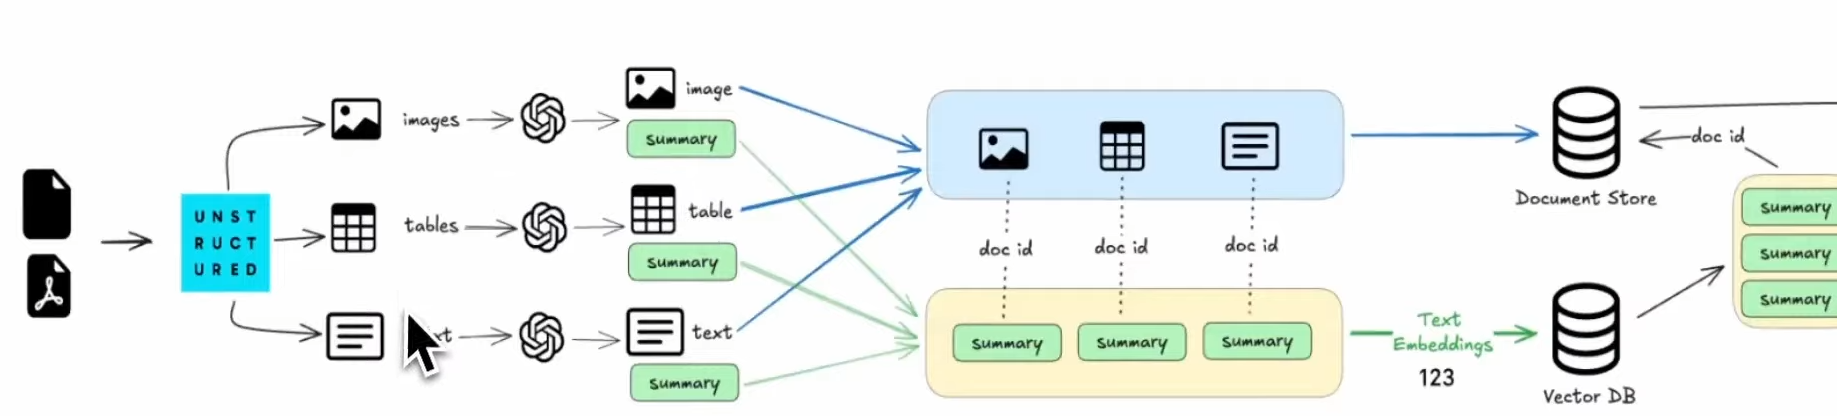 UNST
RUCT
URED
images
tables
image
summary
table
summary
text
summary
doc id
doc id
doc id
summary
summary
summary
Text
Embeddings
123
Document Store
Vector DB
doc id
summary
summary
summary